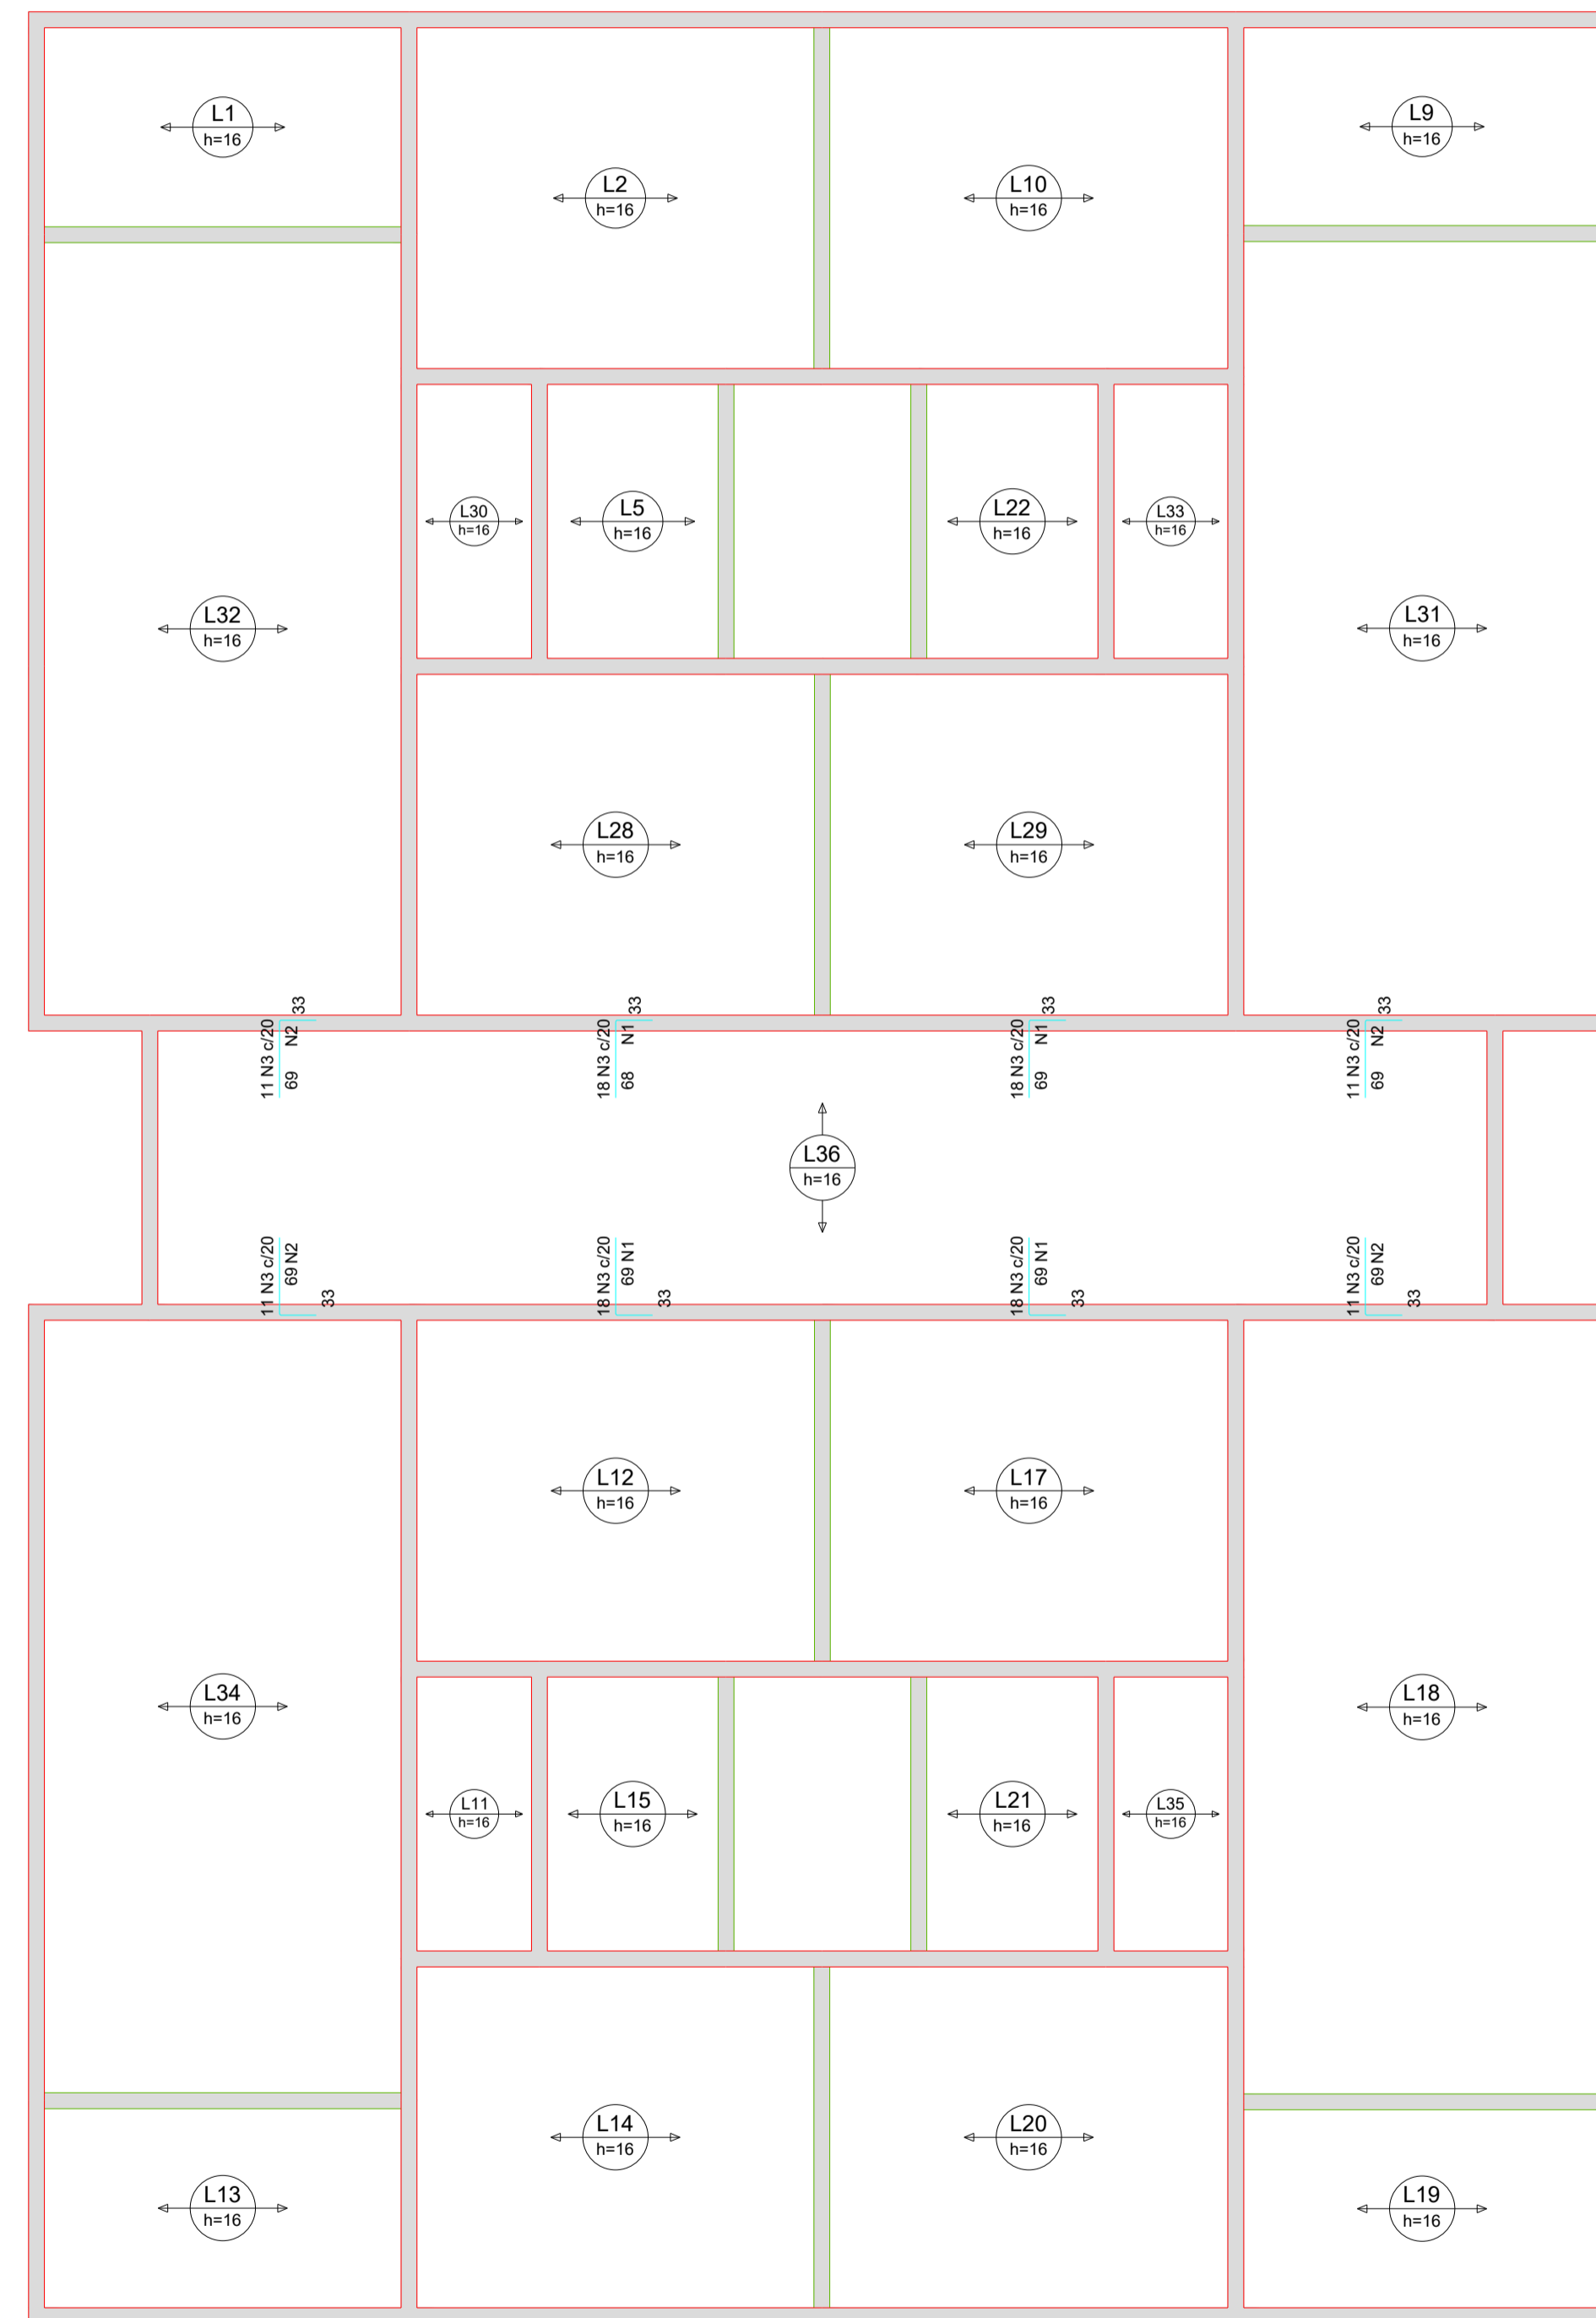 L1
h=16
L9
h=16
L2
h=16
L10
h=16
L30
h=16
L5
h=16
L22
h=16
L33
h=16
L32
h=16
L31
h=16
L28
h=16
L29
h=16
11 N3 c/20
69 N2
33
18 N3 c/20
68 N1
33
18 N3 c/20
69 N1
33
11 N3 c/20
69 N2
33
L36
h=16
11 N3 c/20
69 N2
33
18 N3 c/20
69 N1
33
18 N3 c/20
69 N1
33
11 N3 c/20
69 N2
33
L12
h=16
L17
h=16
L34
h=16
L18
h=16
L11
h=16
L15
h=16
L21
h=16
L35
h=16
L14
h=16
L20
h=16
L13
h=16
L19
h=16